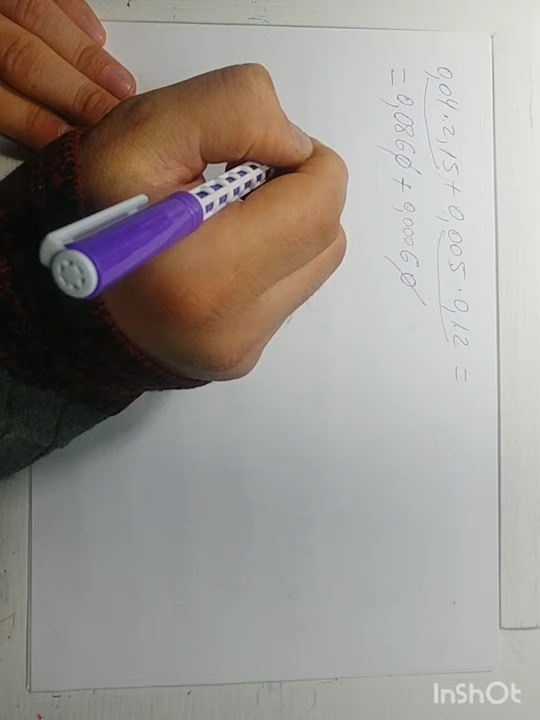 0,04 · 2,15 + 0,005 · 0,12 =
= 0,0860 + 0,00060
InShOt